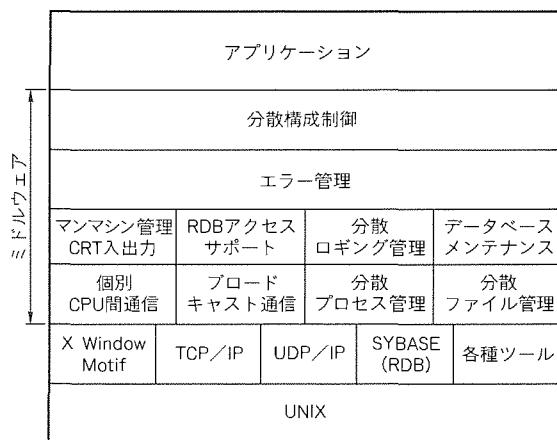 アプリケーション
分散構成制御
エラー管理
マンマシン管理
CRT入出力
RDBアクセス
サポート
分散
ロギング管理
データベース
メンテナンス
個別
CPU間通信
ブロード
キャスト通信
分散
プロセス管理
分散
ファイル管理
ミドルウェア
X Window
Motif
TCP/IP
UDP/IP
SYBASE
(RDB)
各種ツール
UNIX